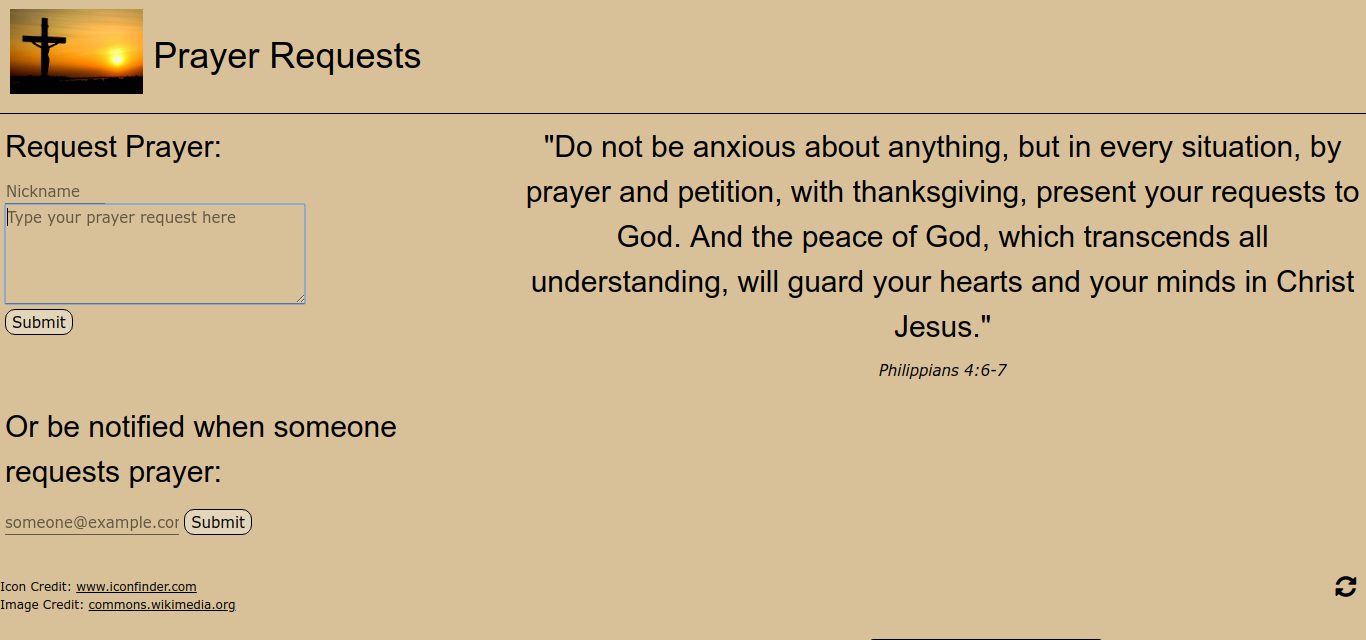 Prayer Requests
Request Prayer:
Nickname
Type your prayer request here
Submit
"Do not be anxious about anything, but in every situation, by
prayer and petition, with thanksgiving, present your requests to
God. And the peace of God, which transcends all
understanding, will guard your hearts and your minds in Christ
Jesus."
Philippians 4:6-7
Or be notified when someone
requests prayer:
someone@example.cor
Submit
Icon Credit: www.iconfinder.com
Image Credit: commons.wikimedia.org